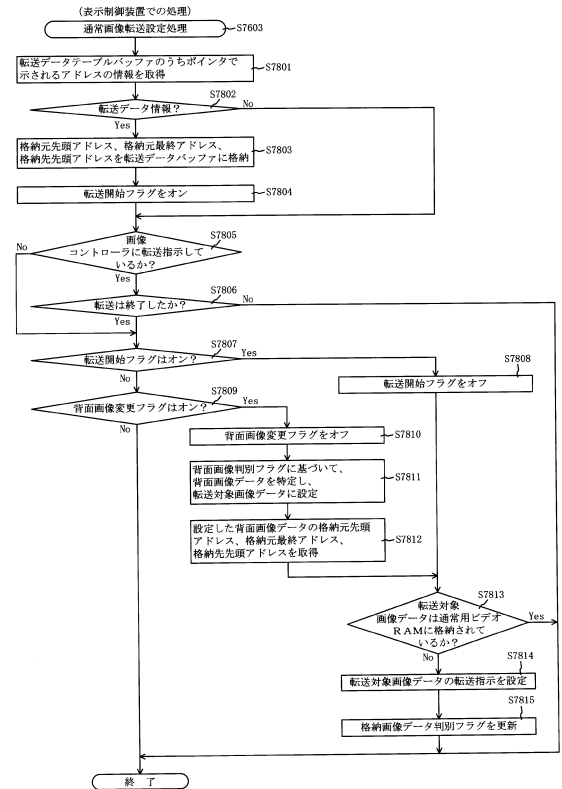 (表示制御装置での処理)
通常画像転送設定処理
S7603
転送データテーブルバッファのうちポインタで
示されるアドレスの情報を取得
S7801
S7802
転送データ情報?
No
Yes
格納元先頭アドレス、格納元最終アドレス、
格納先先頭アドレスを転送データバッファに格納
S7803
転送開始フラグをオン
S7804
S7805
画像
コントローラに転送指示して
いるか?
No
Yes
S7806
転送は終了したか?
No
Yes
S7807
転送開始フラグはオン?
Yes
No
S7808
転送開始フラグをオフ
S7809
背面画像変更フラグはオン?
Yes
No
背面画像変更フラグをオフ
S7810
背面画像判別フラグに基づいて、
背面画像データを特定し、
転送対象画像データに設定
S7811
設定した背面画像データの格納元先頭
アドレス、格納元最終アドレス、
格納先先頭アドレスを取得
S7812
S7813
転送対象
画像データは通常用ビデオ
RAMに格納されて
いるか?
Yes
No
S7814
転送対象画像データの転送指示を設定
S7815
格納画像データ判別フラグを更新
終 了